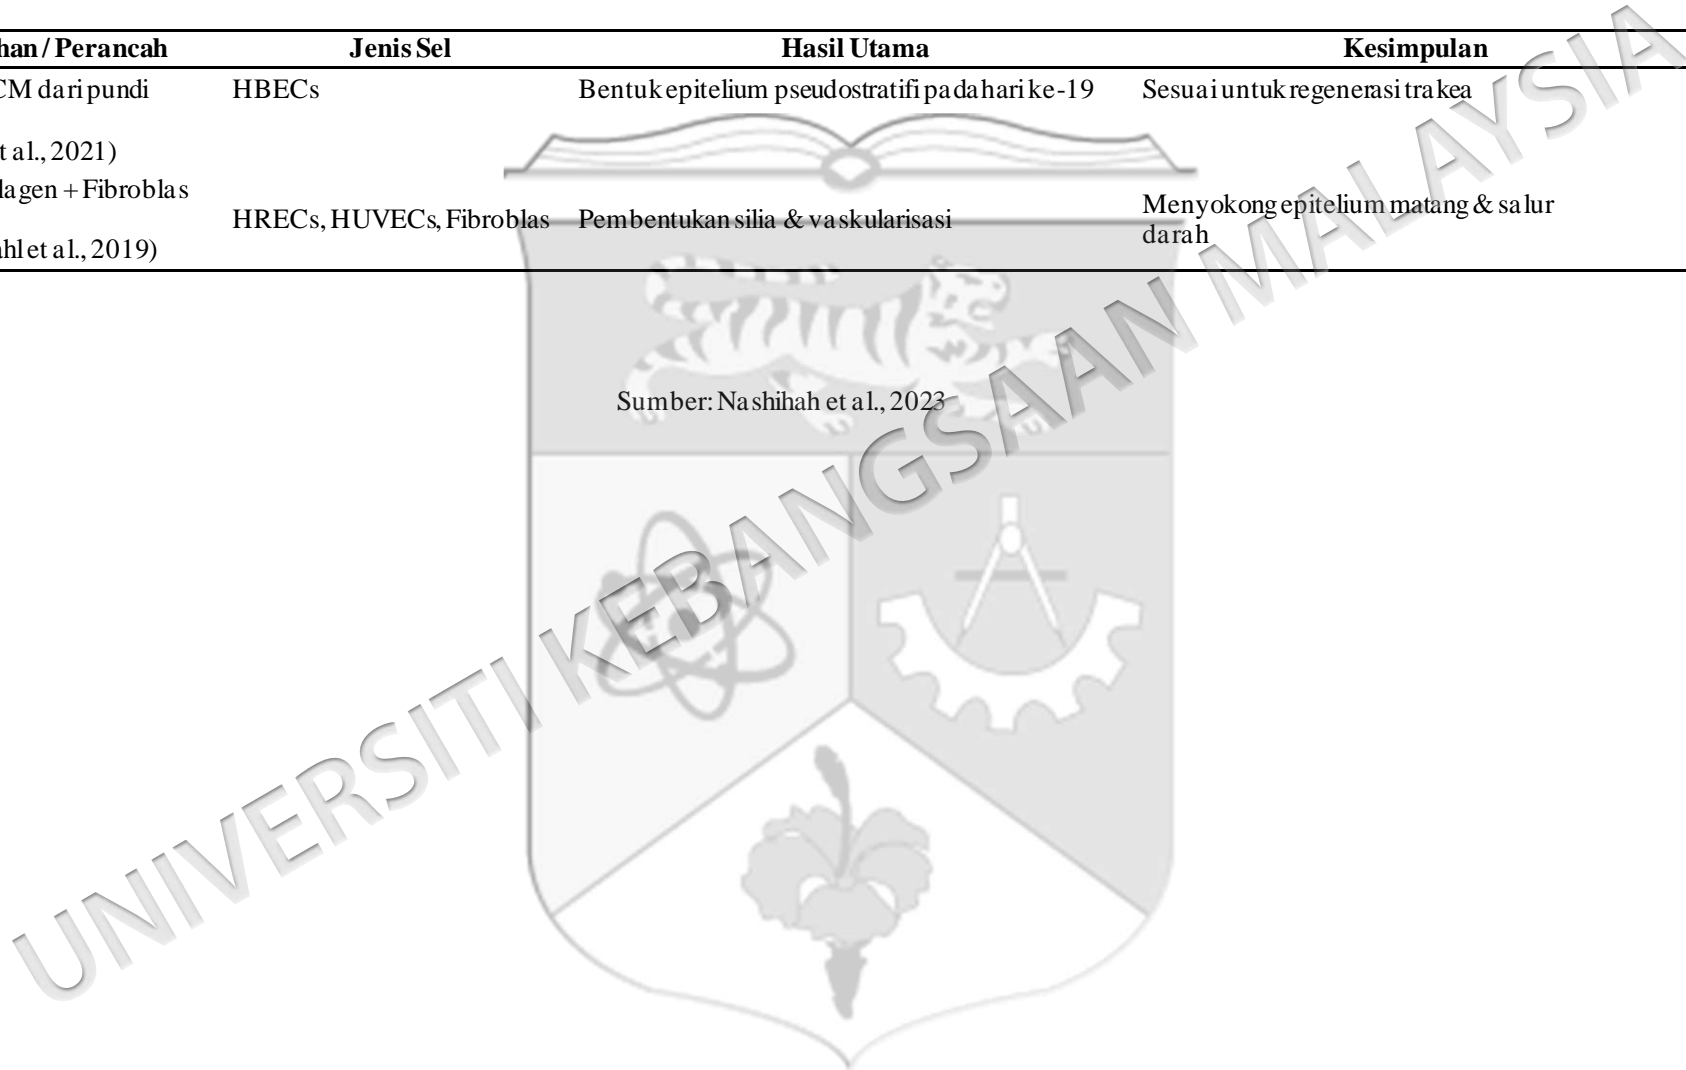 han / Perancah Jenis Sel Hasil Utama Kesimpulan
CM dari pundi HBECs Bentuk epitelium pseudostratifi pada hari ke-19 Sesuai untuk regenerasi trakea
t al., 2021)
lagen + Fibroblas
HRECs, HUVECs, Fibroblas Pembentukan silia & vaskularisasi Menyokong epitelium matang & salur
darah
ahl et al., 2019)
Sumber: Nashihah et al., 2023
UNIVERSITI KEBANGSAAN MALAYSIA